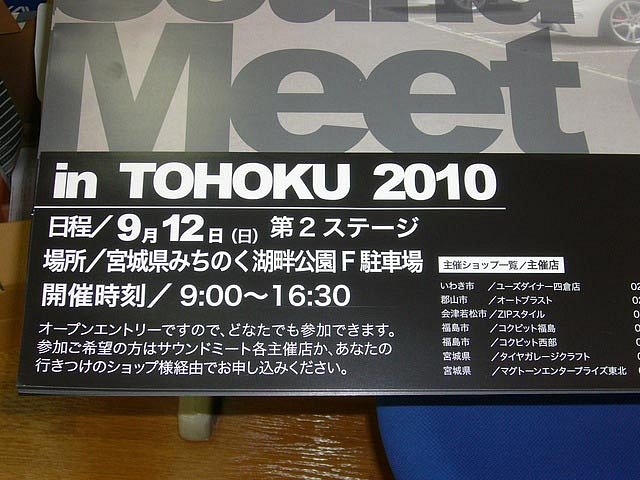 Sound
Meet
in TOHOKU 2010
日程／9月12日（日） 第2ステージ
場所／宮城県みちのく湖畔公園F駐車場
開催時刻／9:00〜16:30
オープンエントリーですので、どなたでも参加できます。
参加ご希望の方はサウンドミート各主催店か、あなたの
行きつけのショップ様経由でお申し込みください。
主催ショップ一覧／主催店
いわき市 ／ユーズダイナー四倉店 02
郡山市 ／オートブラスト 02
会津若松市 ／ZIPスタイル 0
福島市 ／コクピット福島 0
福島市 ／コクピット西部 0
宮城県 ／タイヤガレージクラフト 0
宮城県 ／マグトーンエンタープライズ東北 0